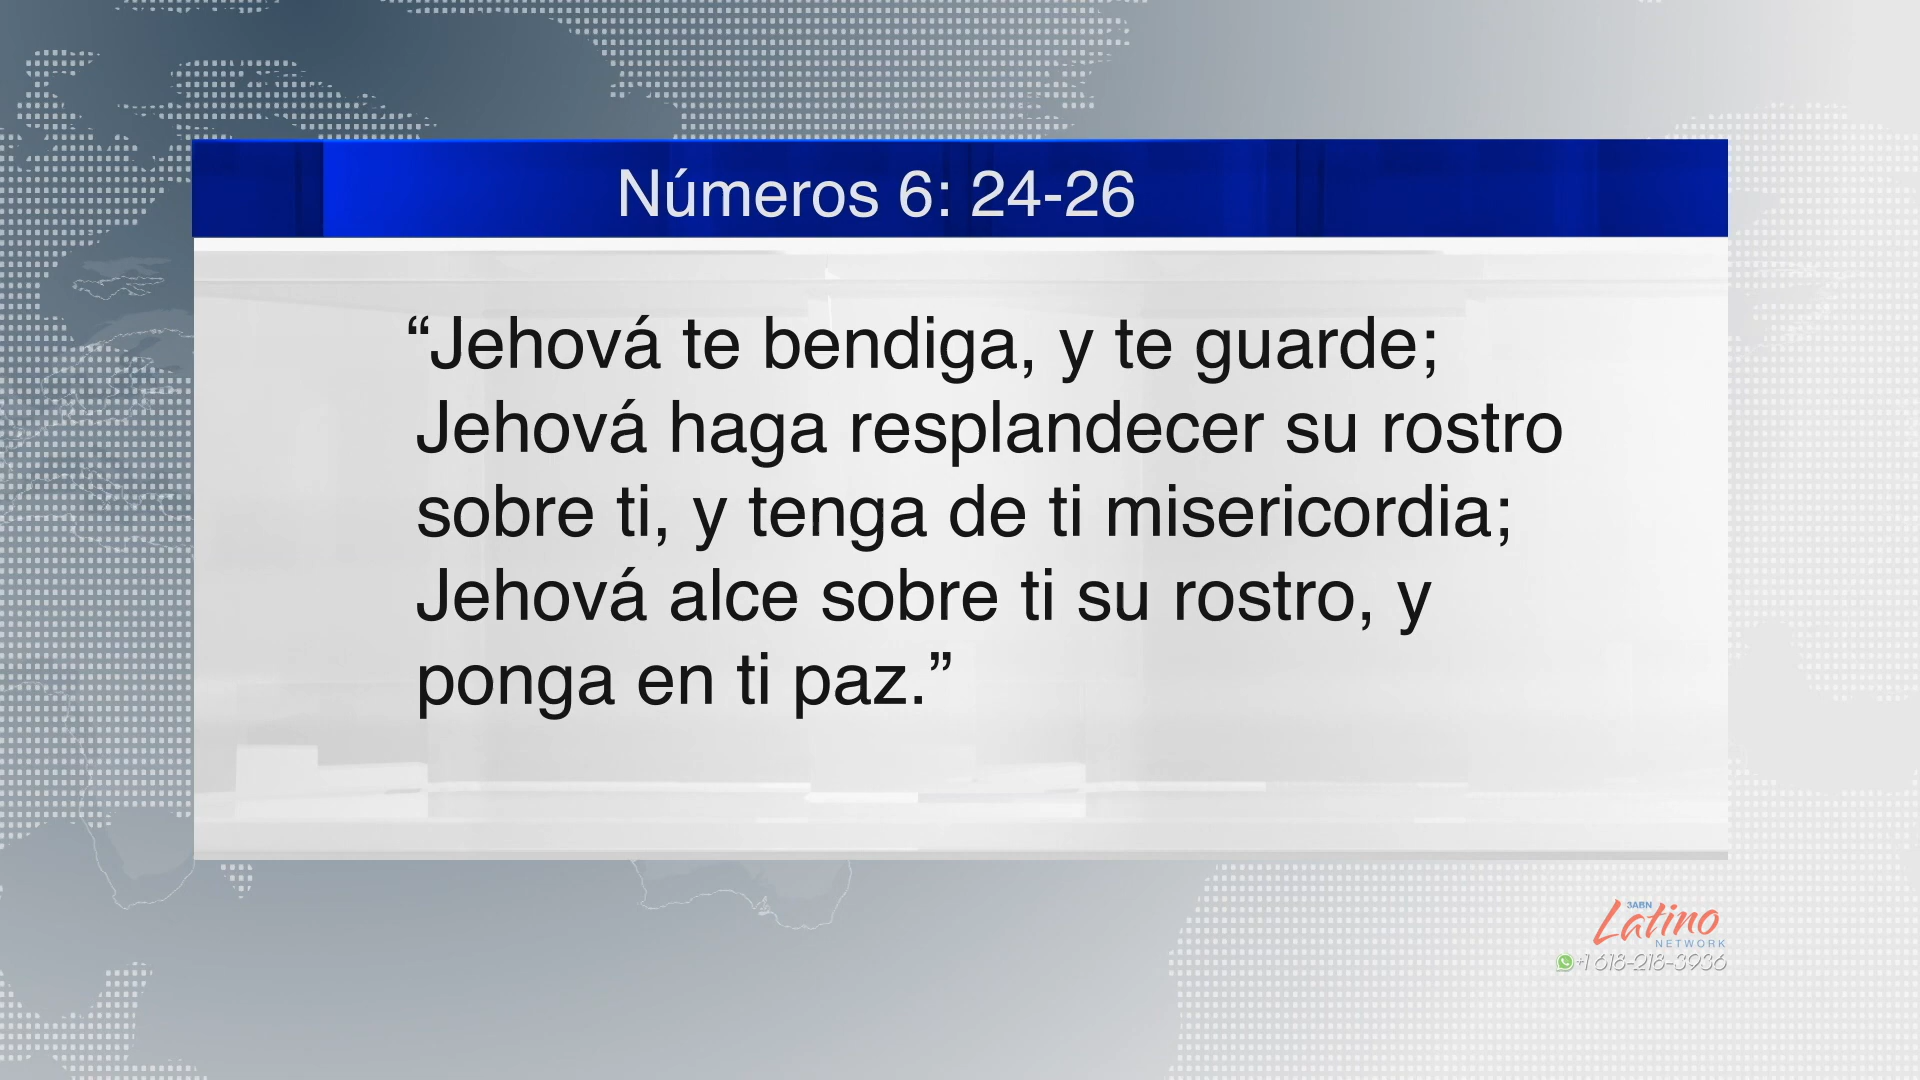 Números 6: 24-26
“Jehová te bendiga, y te guarde;
Jehová haga resplandecer su rostro
sobre ti, y tenga de ti misericordia;
Jehová alce sobre ti su rostro, y
ponga en ti paz.”
3ABN
Latino
NETWORK
+1 618-218-3936